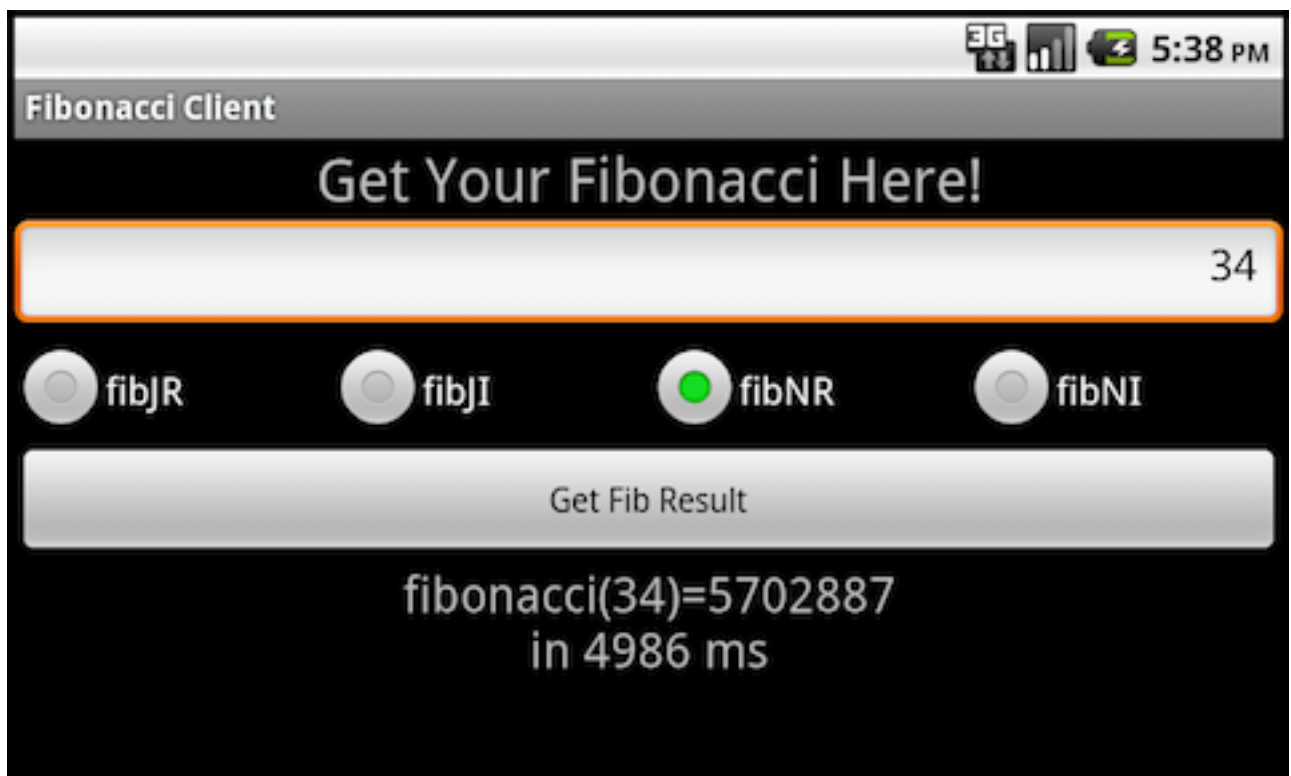 3G 5:38 PM
Fibonacci Client
Get Your Fibonacci Here!
34
fibJR fibJI fibNR fibNI
Get Fib Result
fibonacci(34)=5702887
in 4986 ms